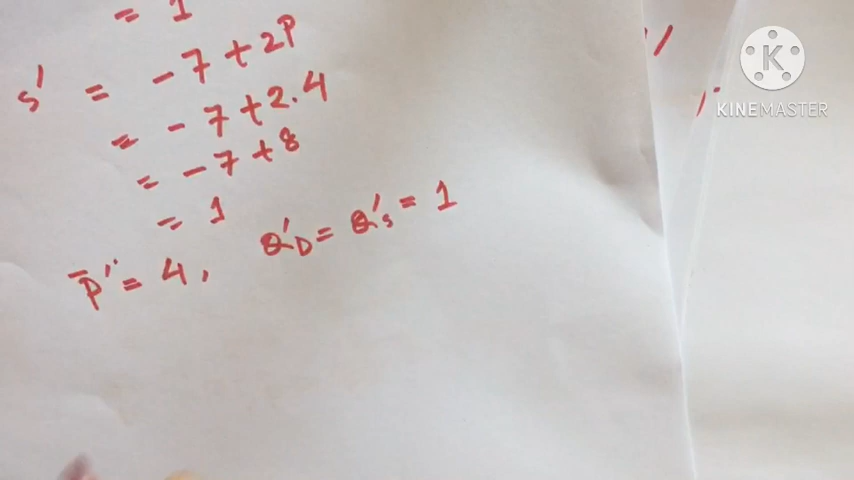 = 1
s' = -7 + 2P
= -7 + 2.4
= -7 + 8
= 1
P̄' = 4, Q'D = Q's = 1
K
KINEMASTER